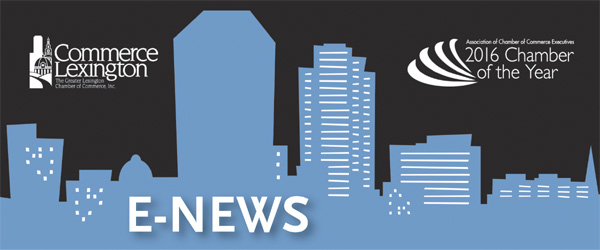 Commerce
Lexington
The Greater Lexington
Chamber of Commerce, Inc.
Association of Chamber of Commerce Executives
2016 Chamber
of the Year
E-NEWS